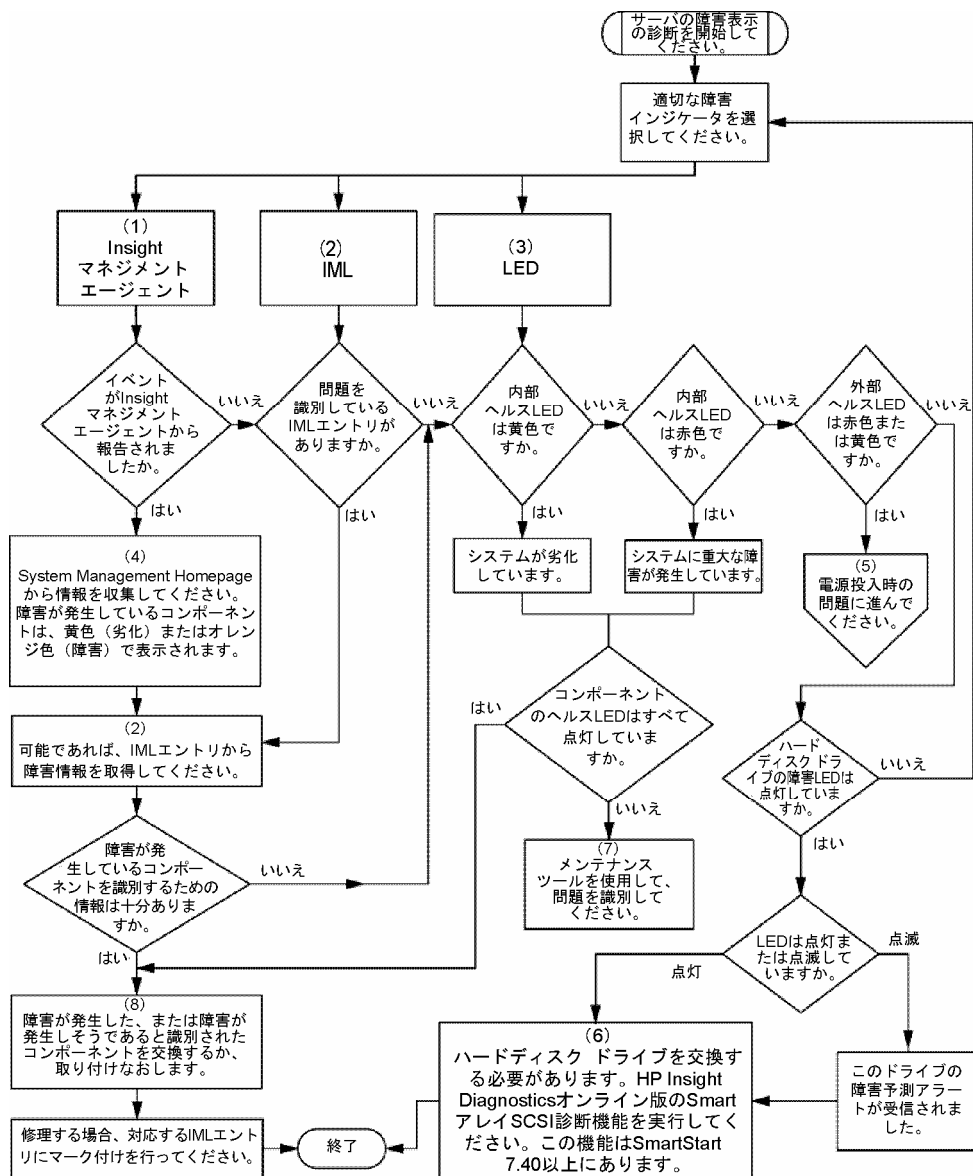 サーバの障害表示
の診断を開始して
ください。
適切な障害
インジケータを選
択してください。
(1)
Insight
マネジメント
エージェント
(2)
IML
(3)
LED
イベント
がInsight
マネジメント
エージェントから
報告されま
したか。
いいえ
はい
問題を
識別している
IMLエントリが
ありますか。
いいえ
はい
内部
ヘルスLED
は黄色で
すか。
いいえ
はい
内部
ヘルスLED
は赤色で
すか。
いいえ
はい
外部
ヘルスLED
は赤色また
は黄色で
すか。
いいえ
はい
(4)
System Management Homepage
から情報を収集してください。
障害が発生しているコンポーネント
は、黄色（劣化）またはオレン
ジ色（障害）で表示されます。
システムが劣化
しています。
システムに重大な障
害が発生しています。
(5)
電源投入時の
問題に進んで
ください。
(2)
可能であれば、IMLエントリから
障害情報を取得してください。
コンポーネント
のヘルスLEDはすべて
点灯していま
すか。
はい
いいえ
ハード
ディスク ドラ
イブの障害LEDは
点灯していま
すか。
いいえ
はい
障害が発
生しているコンポー
ネントを識別するための
情報は十分ありま
すか。
いいえ
はい
(7)
メンテナンス
ツールを使用して、
問題を識別して
ください。
LEDは点灯ま
たは点滅して
いますか。
点灯
点滅
(8)
障害が発生した、または障害が
発生しそうであると識別された
コンポーネントを交換するか、
取り付けなおします。
(6)
ハードディスク ドライブを交換す
る必要があります。HP Insight
Diagnosticsオンライン版のSmart
アレイSCSI診断機能を実行してく
ださい。この機能はSmartStart
7.40以上にあります。
このドライブの
障害予測アラー
トが受信されま
した。
修理する場合、対応するIMLエント
リにマーク付けを行ってください。
終了